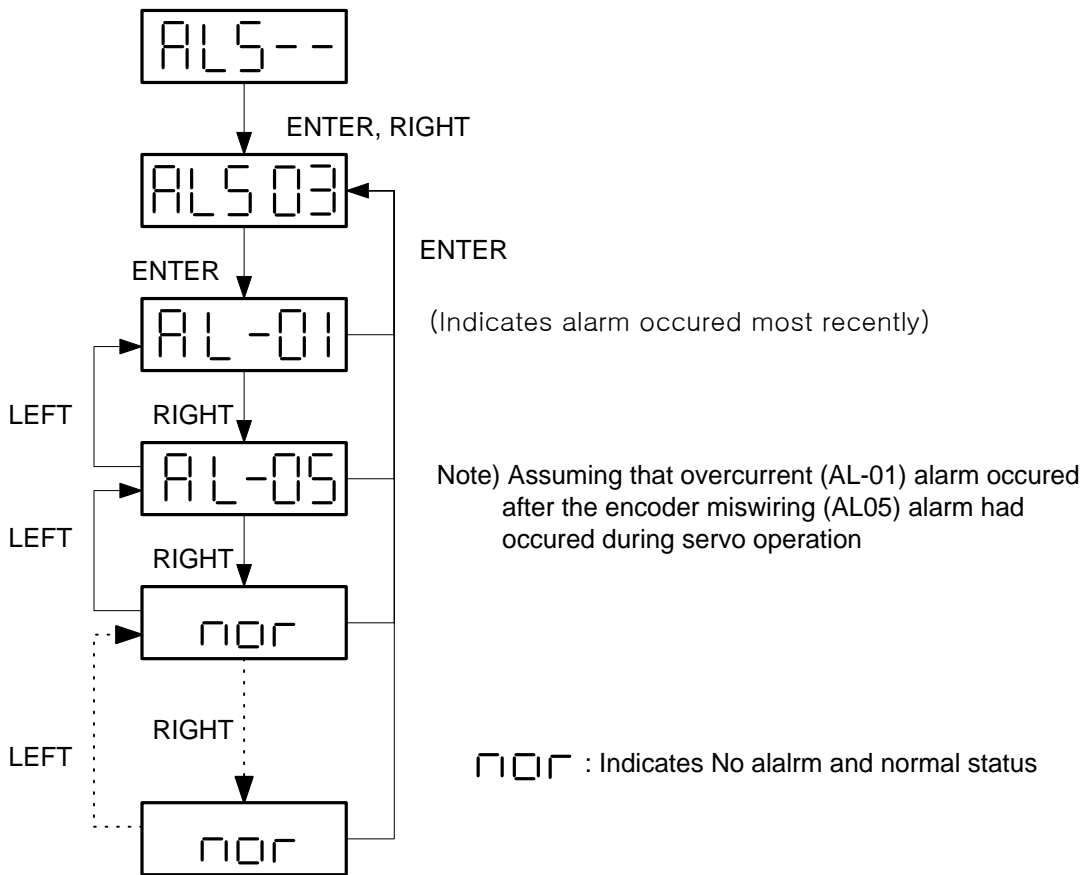 ALS--
ENTER, RIGHT
ALS03
ENTER
ENTER
AL-01
(Indicates alarm occured most recently)
LEFT
RIGHT
AL-05
Note) Assuming that overcurrent (AL-01) alarm occured
after the encoder miswiring (AL05) alarm had
occured during servo operation
LEFT
RIGHT
nor
RIGHT
LEFT
nor : Indicates No alalrm and normal status
nor